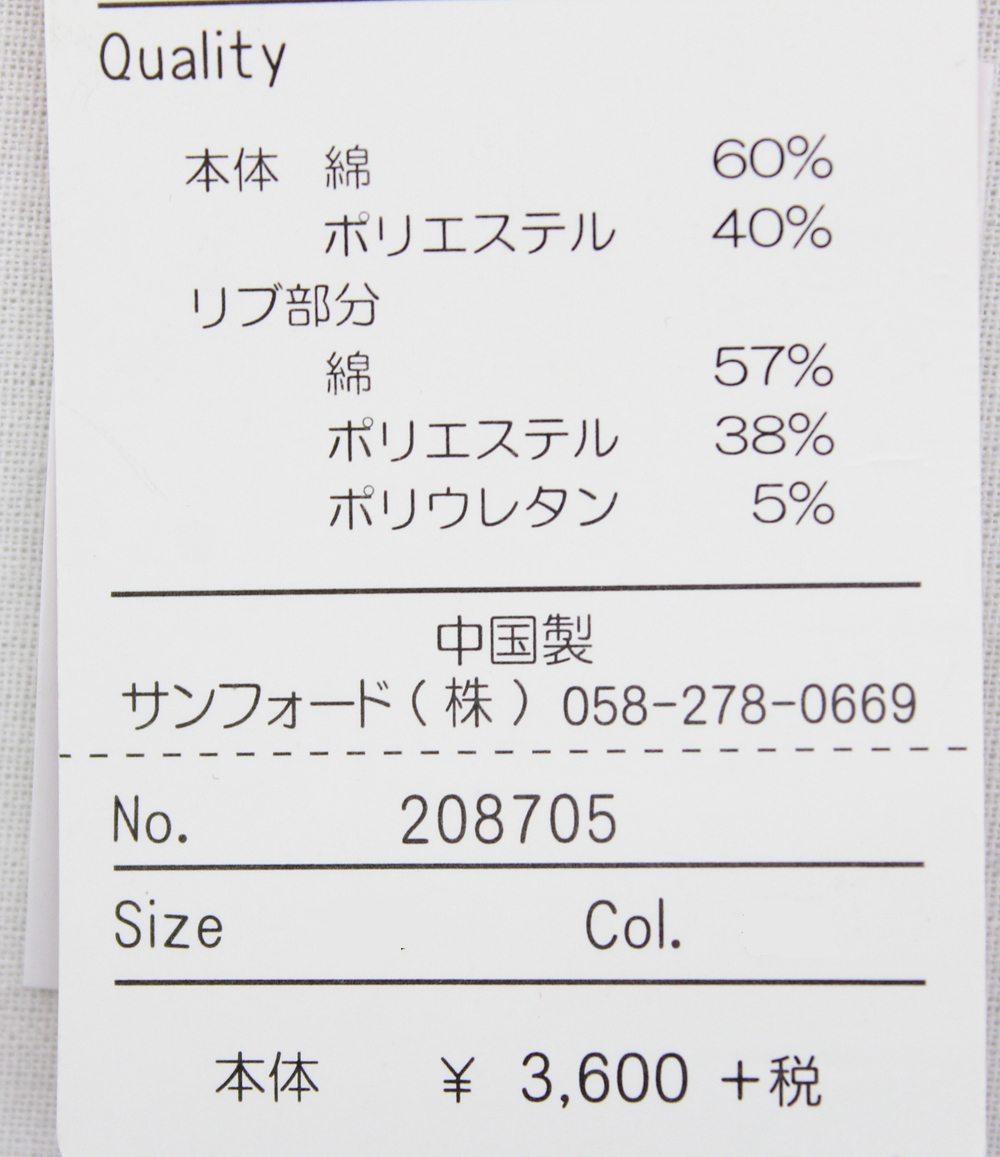 Quality
本体 綿 60%
ポリエステル 40%
リブ部分
綿 57%
ポリエステル 38%
ポリウレタン 5%
中国製
サンフォード(株) 058-278-0669
No. 208705
Size Col.
本体 ¥ 3,600 +税